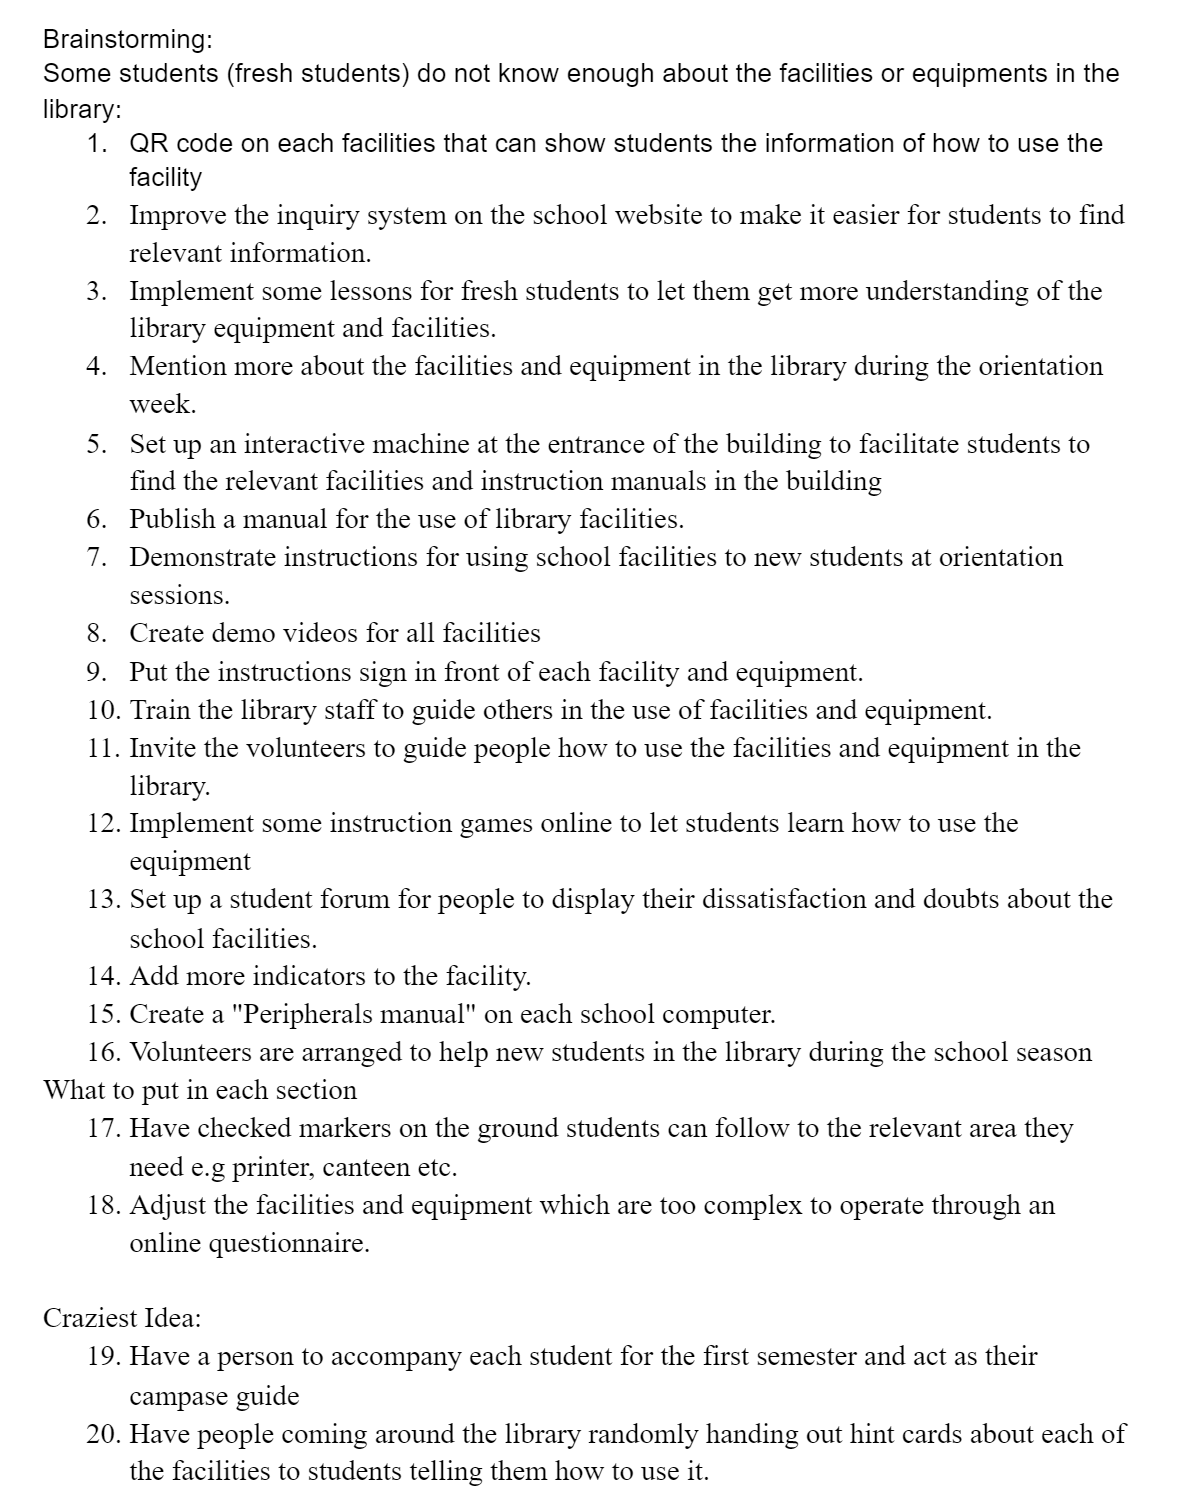 Brainstorming:
Some students (fresh students) do not know enough about the facilities or equipments in the
library:
1. QR code on each facilities that can show students the information of how to use the
facility
2. Improve the inquiry system on the school website to make it easier for students to find
relevant information.
3. Implement some lessons for fresh students to let them get more understanding of the
library equipment and facilities.
4. Mention more about the facilities and equipment in the library during the orientation
week.
5. Set up an interactive machine at the entrance of the building to facilitate students to
find the relevant facilities and instruction manuals in the building
6. Publish a manual for the use of library facilities.
7. Demonstrate instructions for using school facilities to new students at orientation
sessions.
8. Create demo videos for all facilities
9. Put the instructions sign in front of each facility and equipment.
10. Train the library staff to guide others in the use of facilities and equipment.
11. Invite the volunteers to guide people how to use the facilities and equipment in the
library.
12. Implement some instruction games online to let students learn how to use the
equipment
13. Set up a student forum for people to display their dissatisfaction and doubts about the
school facilities.
14. Add more indicators to the facility.
15. Create a "Peripherals manual" on each school computer.
16. Volunteers are arranged to help new students in the library during the school season
What to put in each section
17. Have checked markers on the ground students can follow to the relevant area they
need e.g printer, canteen etc.
18. Adjust the facilities and equipment which are too complex to operate through an
online questionnaire.
Craziest Idea:
19. Have a person to accompany each student for the first semester and act as their
campase guide
20. Have people coming around the library randomly handing out hint cards about each of
the facilities to students telling them how to use it.